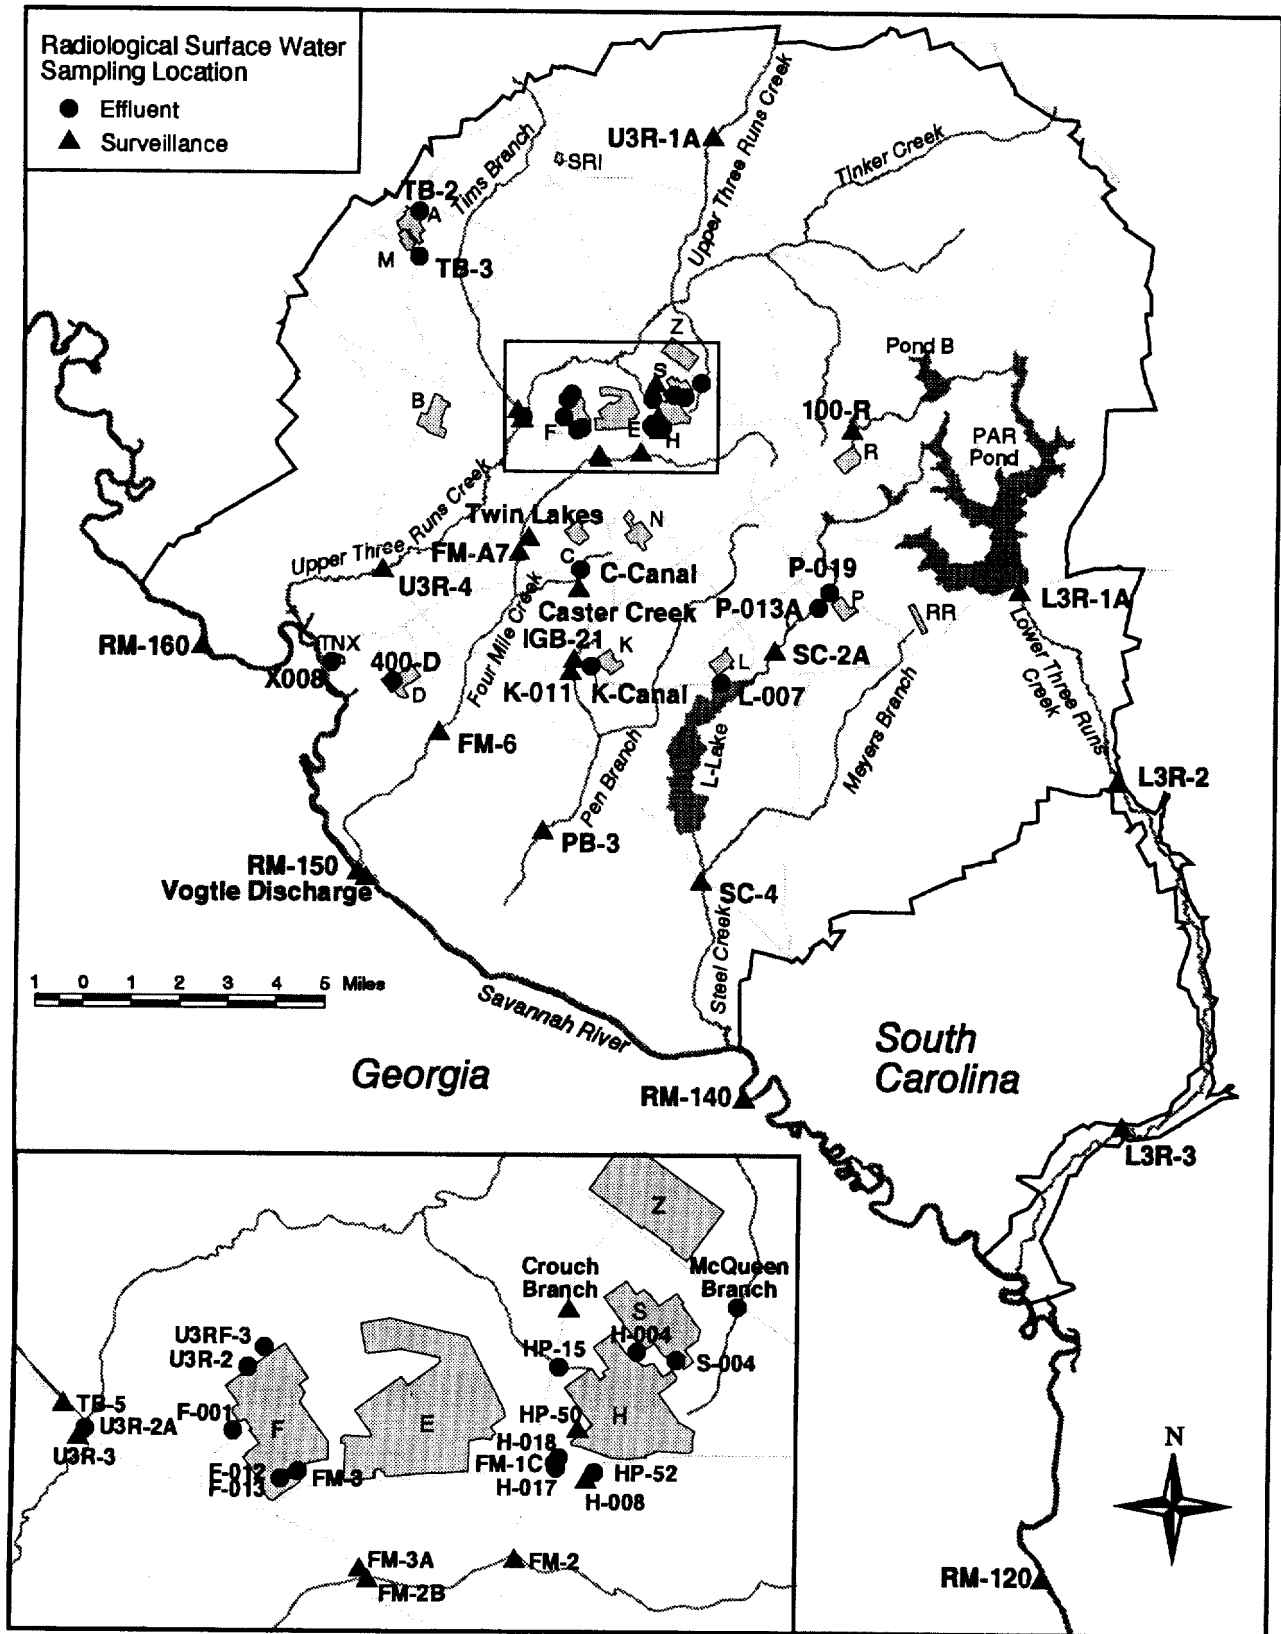 Radiological Surface Water
Sampling Location
Effluent
Surveillance
U3R-1A
Upper Three Runs Creek
Tinker Creek
SRI
Tims Branch
TB-2
A
M
TB-3
Z
Pond B
S
B
F
E
H
100-R
R
PAR
Pond
Upper Three Runs Creek
Twin Lakes
N
FM-A7
C
C-Canal
U3R-4
Caster Creek
P-019
P-013A
P
RR
L3R-1A
Lower Three Runs
Creek
RM-160
TNX
X008
400-D
D
Four Mile Creek
IGB-21
K
K-011
K-Canal
L
SC-2A
L-007
FM-6
L-Lake
Meyers Branch
L3R-2
Pen Branch
PB-3
RM-150
Vogtle Discharge
SC-4
Steel Creek
1 0 1 2 3 4 5 Miles
Savannah River
Georgia
South
Carolina
RM-140
L3R-3
Z
Crouch
Branch
McQueen
Branch
S
U3RF-3
U3R-2
HP-15
H-004
S-004
TB-5
U3R-2A
U3R-3
F-001
F
E
HP-50
H
H-018
FM-1C
H-017
HP-52
H-008
F-012
F-013
FM-3
FM-3A
FM-2B
FM-2
N
RM-120